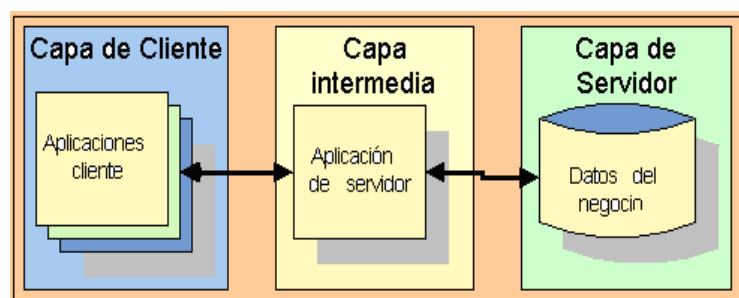 Capa de Cliente
Aplicaciones
cliente
Capa
intermedia
Aplicación
de servidor
Capa de
Servidor
Datos del
negocin